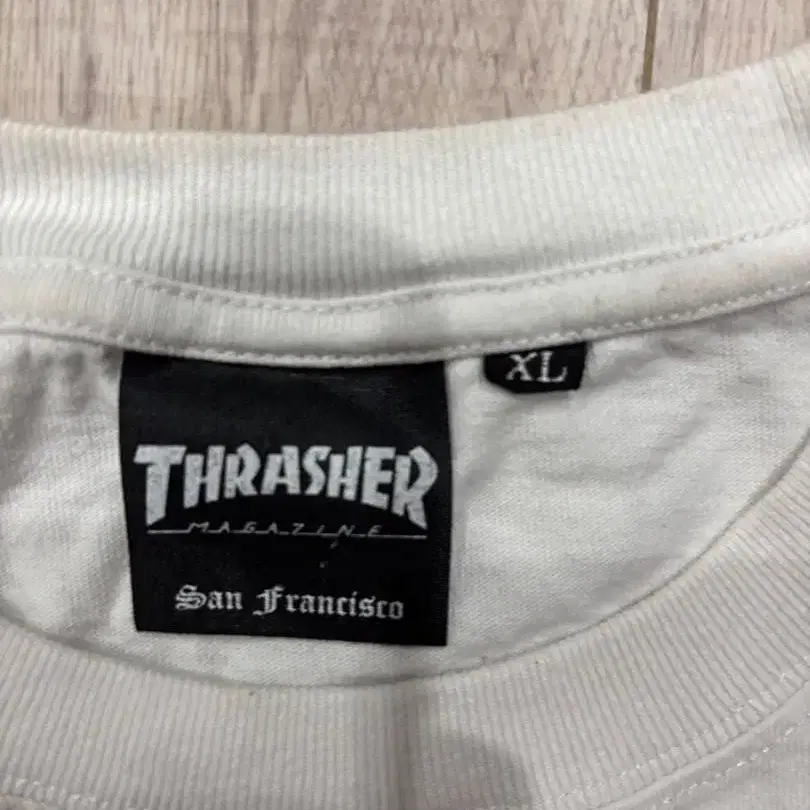 THRASHER
MAGAZINE
San Francisco
XL